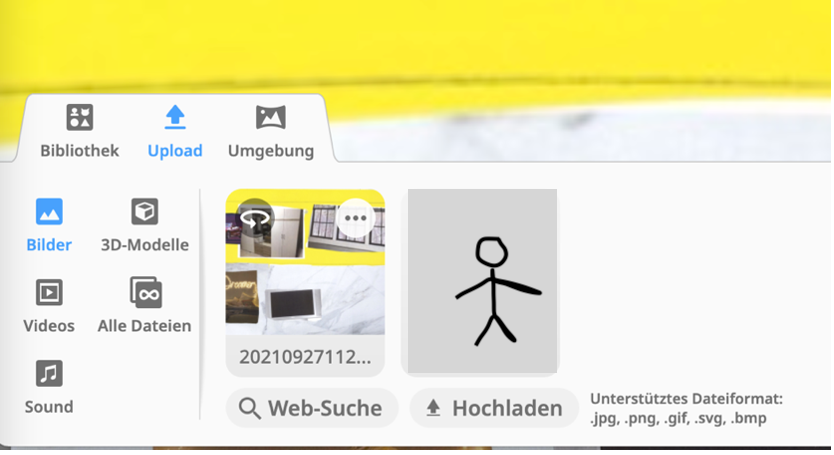 Bibliothek
Upload
Umgebung
Bilder
3D-Modelle
Videos
Alle Dateien
Sound
Dreamer
20210927112...
Web-Suche
Hochladen
Unterstütztes Dateiformat:
.jpg, .png, .gif, .svg, .bmp